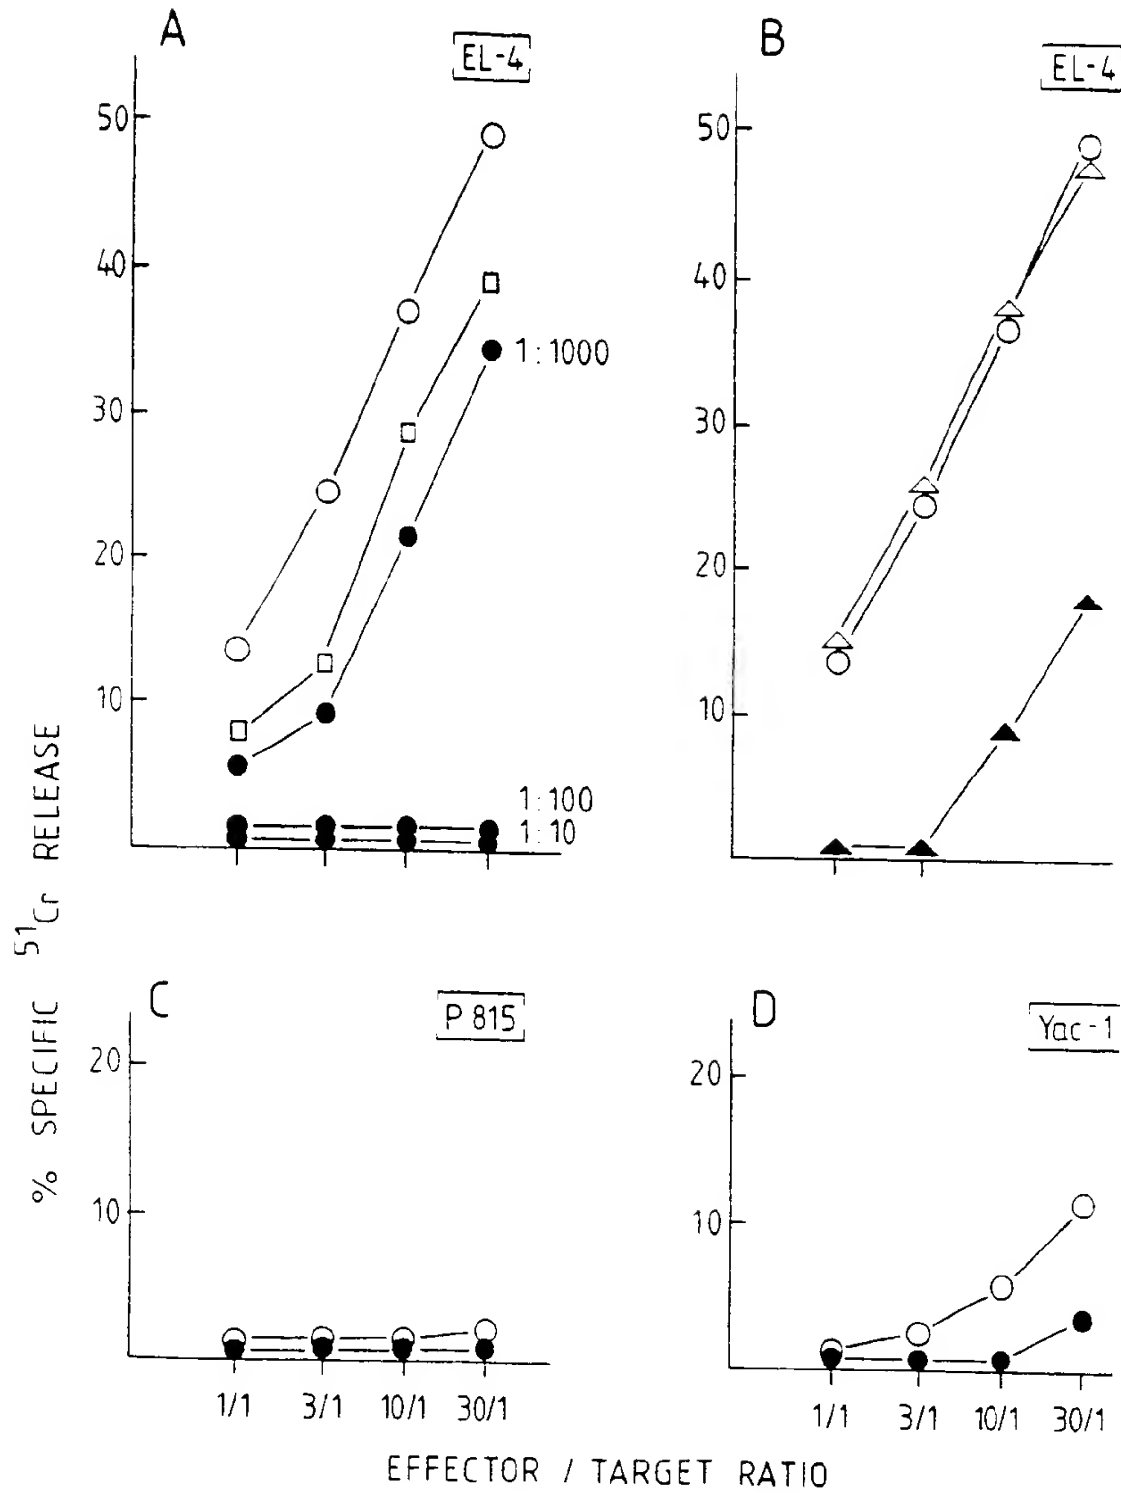 A
EL-4
50
40
30
20
10
1:1000
1:100
1:10
B
EL-4
50
40
30
20
10
C
P 815
20
10
1/1
3/1
10/1
30/1
D
Yac-1
20
10
1/1
3/1
10/1
30/1
% SPECIFIC 51Cr RELEASE
EFFECTOR / TARGET RATIO